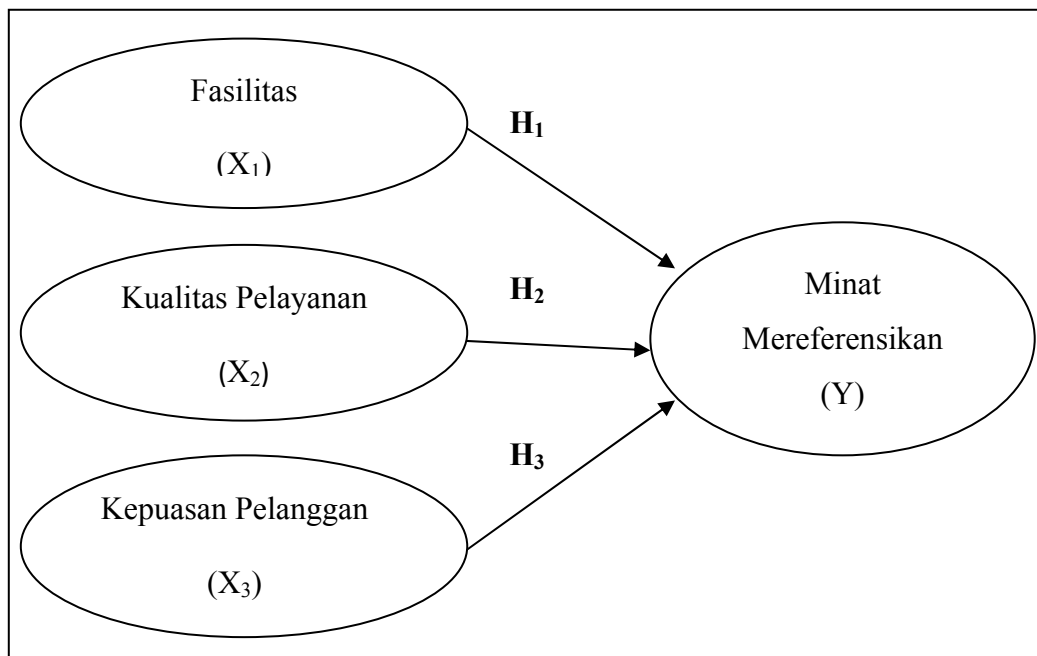 Fasilitas
(X₁)
H₁
Kualitas Pelayanan
(X₂)
H₂
Kepuasan Pelanggan
(X₃)
H₃
Minat
Mereferensikan
(Y)